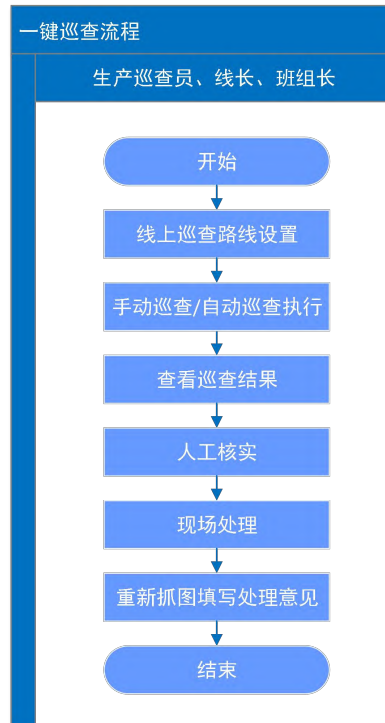 一键巡查流程
生产巡查员、线长、班组长
开始
线上巡查路线设置
手动巡查/自动巡查执行
查看巡查结果
人工核实
现场处理
重新抓图填写处理意见
结束